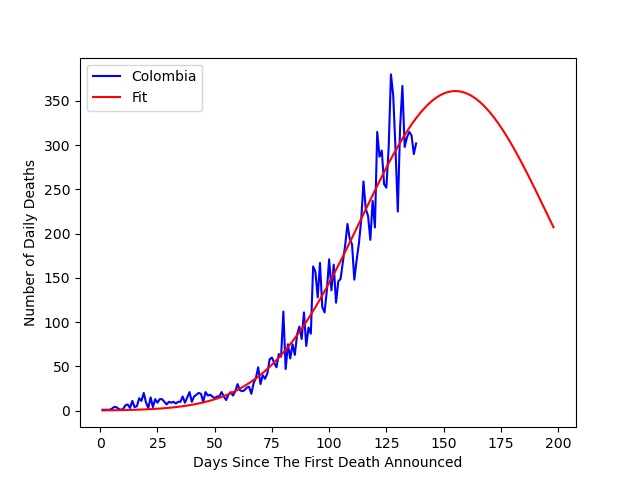 Colombia
Fit
Number of Daily Deaths
350
300
250
200
150
100
50
0
0 25 50 75 100 125 150 175 200
Days Since The First Death Announced